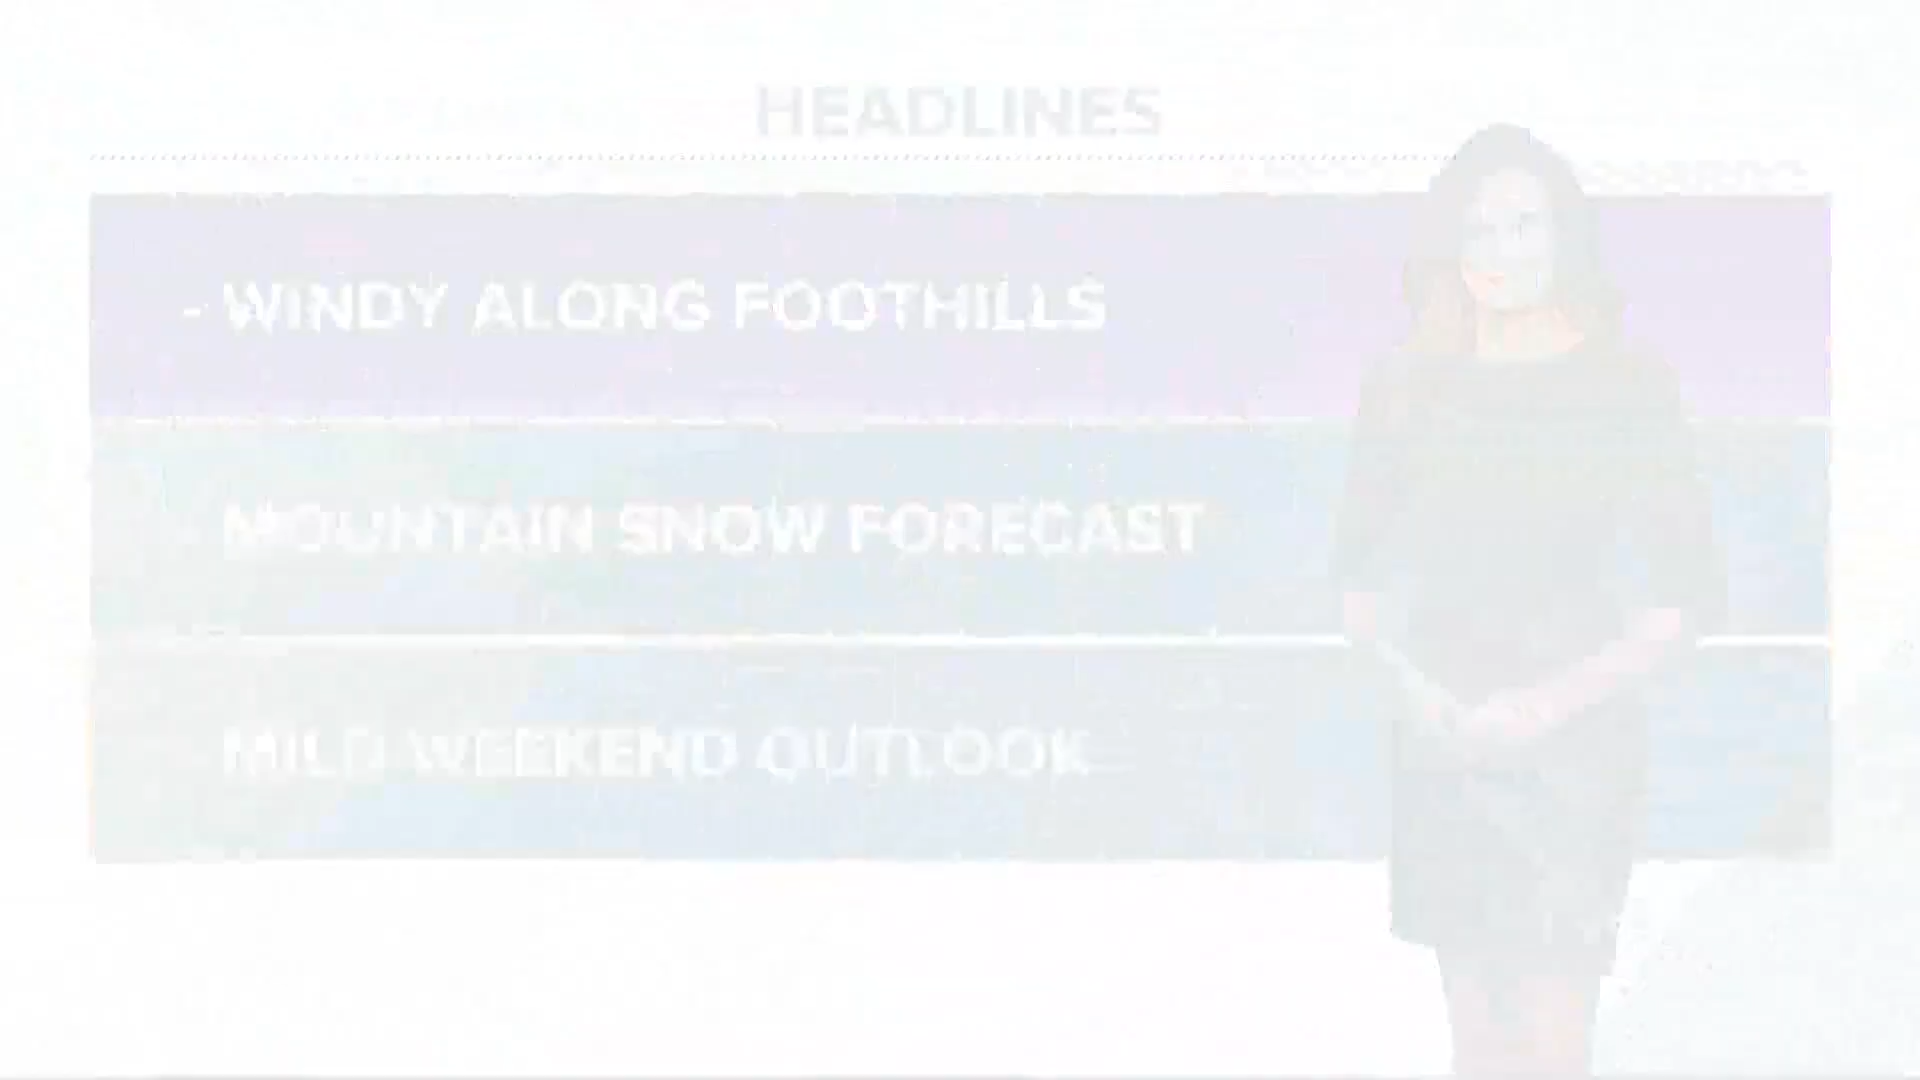 HEADLINES
- WINDY ALONG FOOTHILLS
- MOUNTAIN SNOW FORECAST
MILD WEEKEND OUTLOOK